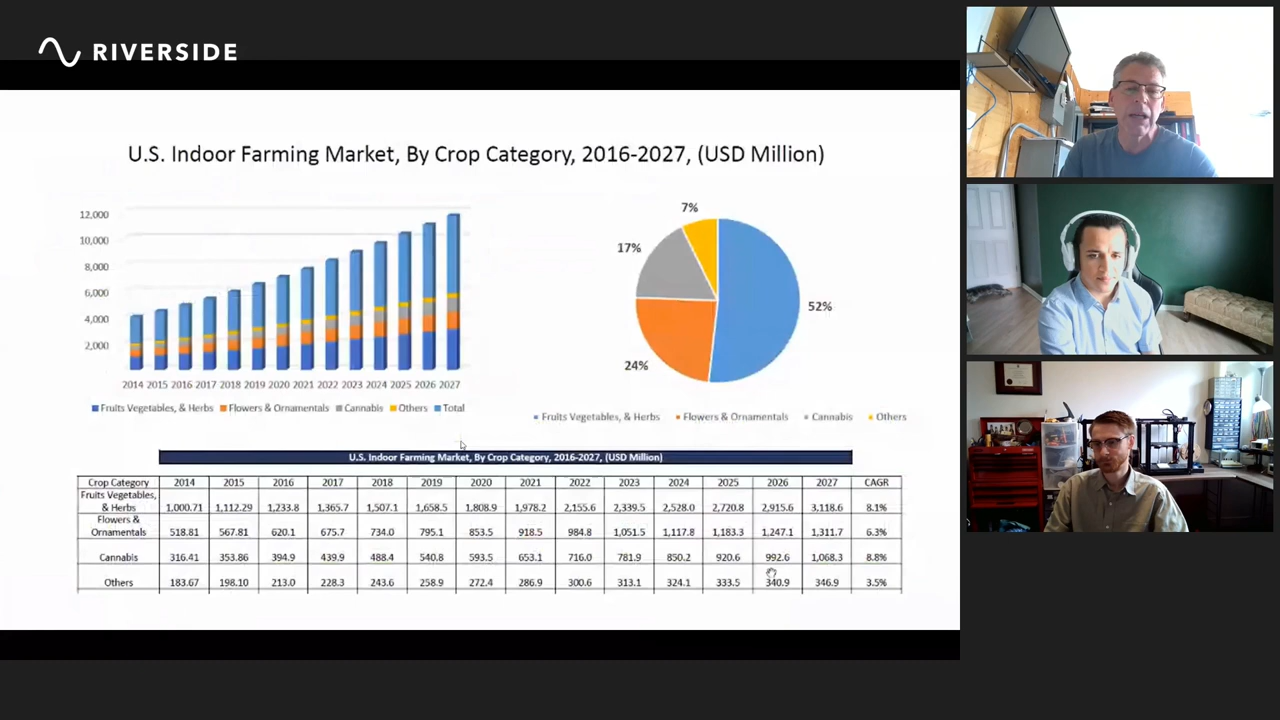 RIVERSIDE
U.S. Indoor Farming Market, By Crop Category, 2016-2027, (USD Million)
12,000
10,000
8,000
6,000
4,000
2,000
2014 2015 2016 2017 2018 2019 2020 2021 2022 2023 2024 2025 2026 2027
Fruits Vegetables, & Herbs Flowers & Ornamentals Cannabis Others Total
7%
17%
52%
24%
Fruits Vegetables, & Herbs Flowers & Ornamentals Cannabis Others
U.S. Indoor Farming Market, By Crop Category, 2016-2027, (USD Million)
Crop Category 2014 2015 2016 2017 2018 2019 2020 2021 2022 2023 2024 2025 2026 2027 CAGR
Fruits Vegetables,
& Herbs 1,000.71 1,112.29 1,233.8 1,365.7 1,507.1 1,658.5 1,808.9 1,978.2 2,155.6 2,339.5 2,528.0 2,720.8 2,915.6 3,118.6 8.1%
Flowers &
Ornamentals 518.81 567.81 620.1 675.7 734.0 795.1 853.5 918.5 984.8 1,051.5 1,117.8 1,183.3 1,247.1 1,311.7 6.3%
Cannabis 316.41 353.86 394.9 439.9 488.4 540.8 593.5 653.1 716.0 781.9 850.2 920.6 992.6 1,068.3 8.8%
Others 183.67 198.10 213.0 228.3 243.6 258.9 272.4 286.9 300.6 313.1 324.1 333.5 340.9 346.9 3.5%